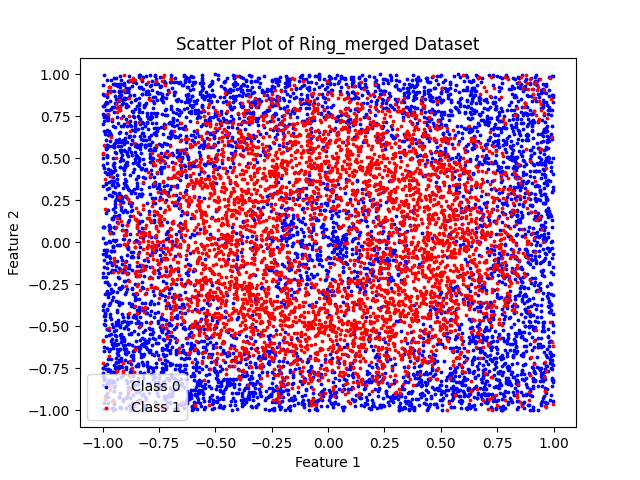 Scatter Plot of Ring_merged Dataset
1.00
0.75
0.50
0.25
0.00
−0.25
−0.50
−0.75
−1.00
Feature 2
Class 0
Class 1
−1.00 −0.75 −0.50 −0.25 0.00 0.25 0.50 0.75 1.00
Feature 1